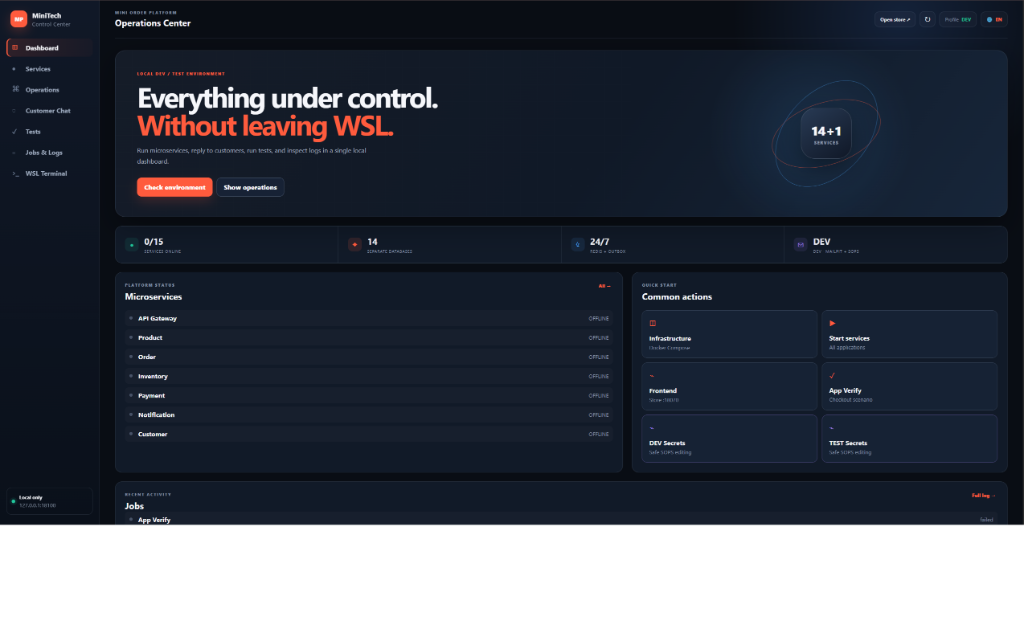 MP
MiniTech
Control Center
Dashboard
Services
Operations
Customer Chat
Tests
Jobs & Logs
WSL Terminal
Local only
MINI ORDER PLATFORM
Operations Center
Open store ↗
Profile: DEV
EN
LOCAL DEV / TEST ENVIRONMENT
Everything under control.
Without leaving WSL.
Run microservices, reply to customers, run tests, and inspect logs in a single local
dashboard.
Check environment
Show operations
14+1
SERVICES
0/15
SERVICES ONLINE
14
SEPARATE DATABASES
24/7
REDIS + OUTBOX
DEV
DEV · MAILPIT + SOPS
PLATFORM STATUS
Microservices
All →
API Gateway
OFFLINE
Product
OFFLINE
Order
OFFLINE
Inventory
OFFLINE
Payment
OFFLINE
Notification
OFFLINE
Customer
OFFLINE
QUICK START
Common actions
Infrastructure
Docker Compose
Start services
All applications
Frontend
App Verify
Checkout scenario
DEV Secrets
Safe SOPS editing
TEST Secrets
Safe SOPS editing
RECENT ACTIVITY
Jobs
Full log →
App Verify
failed